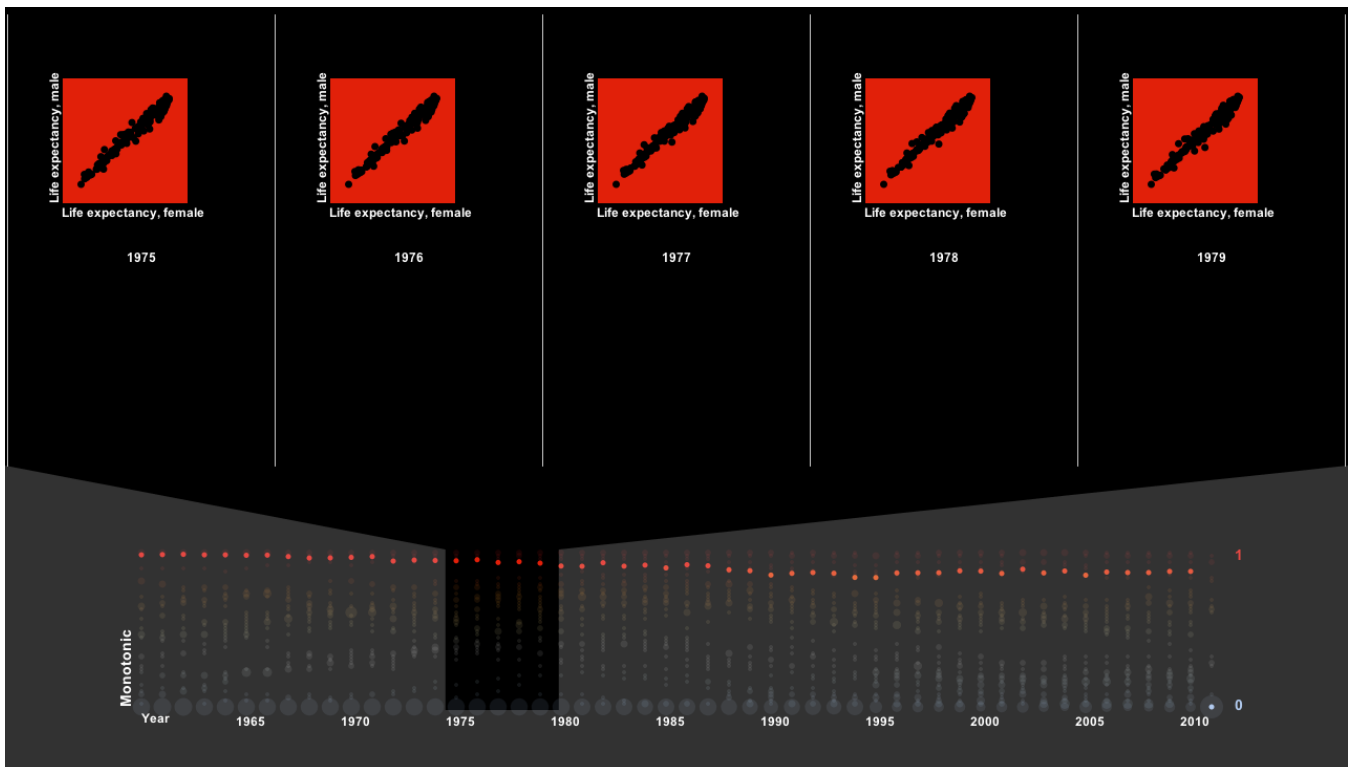 Life expectancy, male
Life expectancy, female
1975
Life expectancy, male
Life expectancy, female
1976
Life expectancy, male
Life expectancy, female
1977
Life expectancy, male
Life expectancy, female
1978
Life expectancy, male
Life expectancy, female
1979
Monotonic
1
0
Year 1965 1970 1975 1980 1985 1990 1995 2000 2005 2010